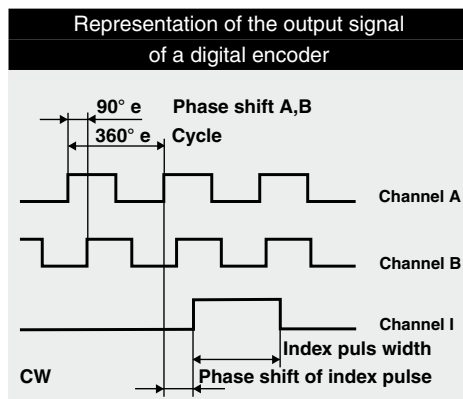 Representation of the output signal
of a digital encoder
90° e Phase shift A,B
360° e Cycle
Channel A
Channel B
Channel I
Index puls width
CW Phase shift of index pulse